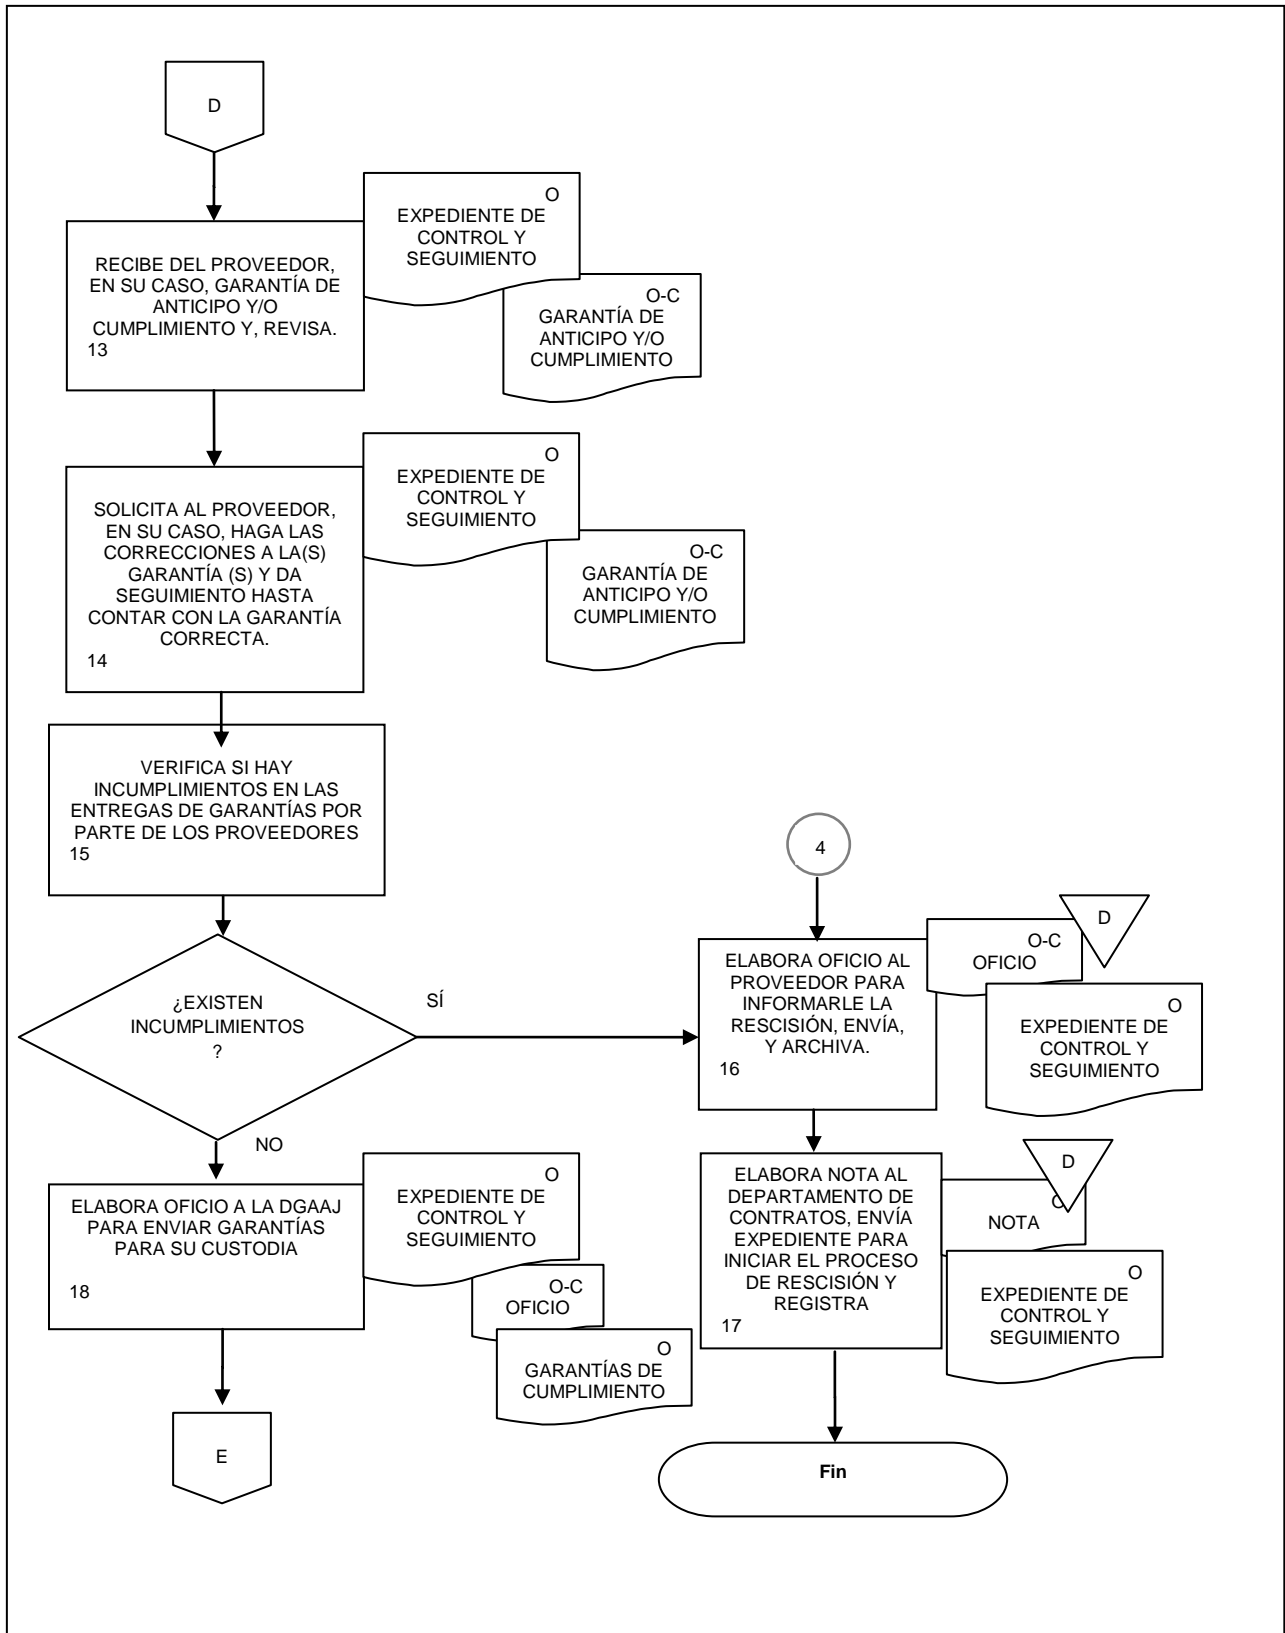 D
O
EXPEDIENTE DE
CONTROL Y
SEGUIMIENTO
RECIBE DEL PROVEEDOR,
EN SU CASO, GARANTÍA DE
ANTICIPO Y/O
CUMPLIMIENTO Y, REVISA.
13
O-C
GARANTÍA DE
ANTICIPO Y/O
CUMPLIMIENTO
O
EXPEDIENTE DE
CONTROL Y
SEGUIMIENTO
SOLICITA AL PROVEEDOR,
EN SU CASO, HAGA LAS
CORRECCIONES A LA(S)
GARANTÍA (S) Y DA
SEGUIMIENTO HASTA
CONTAR CON LA GARANTÍA
CORRECTA.
14
O-C
GARANTÍA DE
ANTICIPO Y/O
CUMPLIMIENTO
VERIFICA SI HAY
INCUMPLIMIENTOS EN LAS
ENTREGAS DE GARANTÍAS POR
PARTE DE LOS PROVEEDORES
15
4
¿EXISTEN
INCUMPLIMIENTOS
?
SÍ
NO
ELABORA OFICIO AL
PROVEEDOR PARA
INFORMARLE LA
RESCISIÓN, ENVÍA,
Y ARCHIVA.
16
O-C
OFICIO
D
O
EXPEDIENTE DE
CONTROL Y
SEGUIMIENTO
ELABORA OFICIO A LA DGAAJ
PARA ENVIAR GARANTÍAS
PARA SU CUSTODIA
18
O
EXPEDIENTE DE
CONTROL Y
SEGUIMIENTO
O-C
OFICIO
O
GARANTÍAS DE
CUMPLIMIENTO
ELABORA NOTA AL
DEPARTAMENTO DE
CONTRATOS, ENVÍA
EXPEDIENTE PARA
INICIAR EL PROCESO
DE RESCISIÓN Y
REGISTRA
17
D
O
NOTA
O
EXPEDIENTE DE
CONTROL Y
SEGUIMIENTO
E
Fin